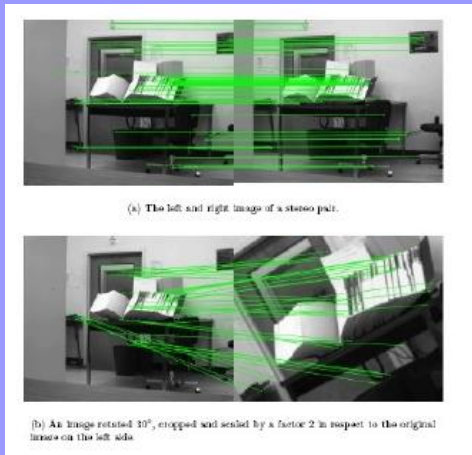 (a) The left and right image of a stereo pair.
(b) An image rotated 30°, cropped and scaled by a factor 2 in respect to the original
image on the left side